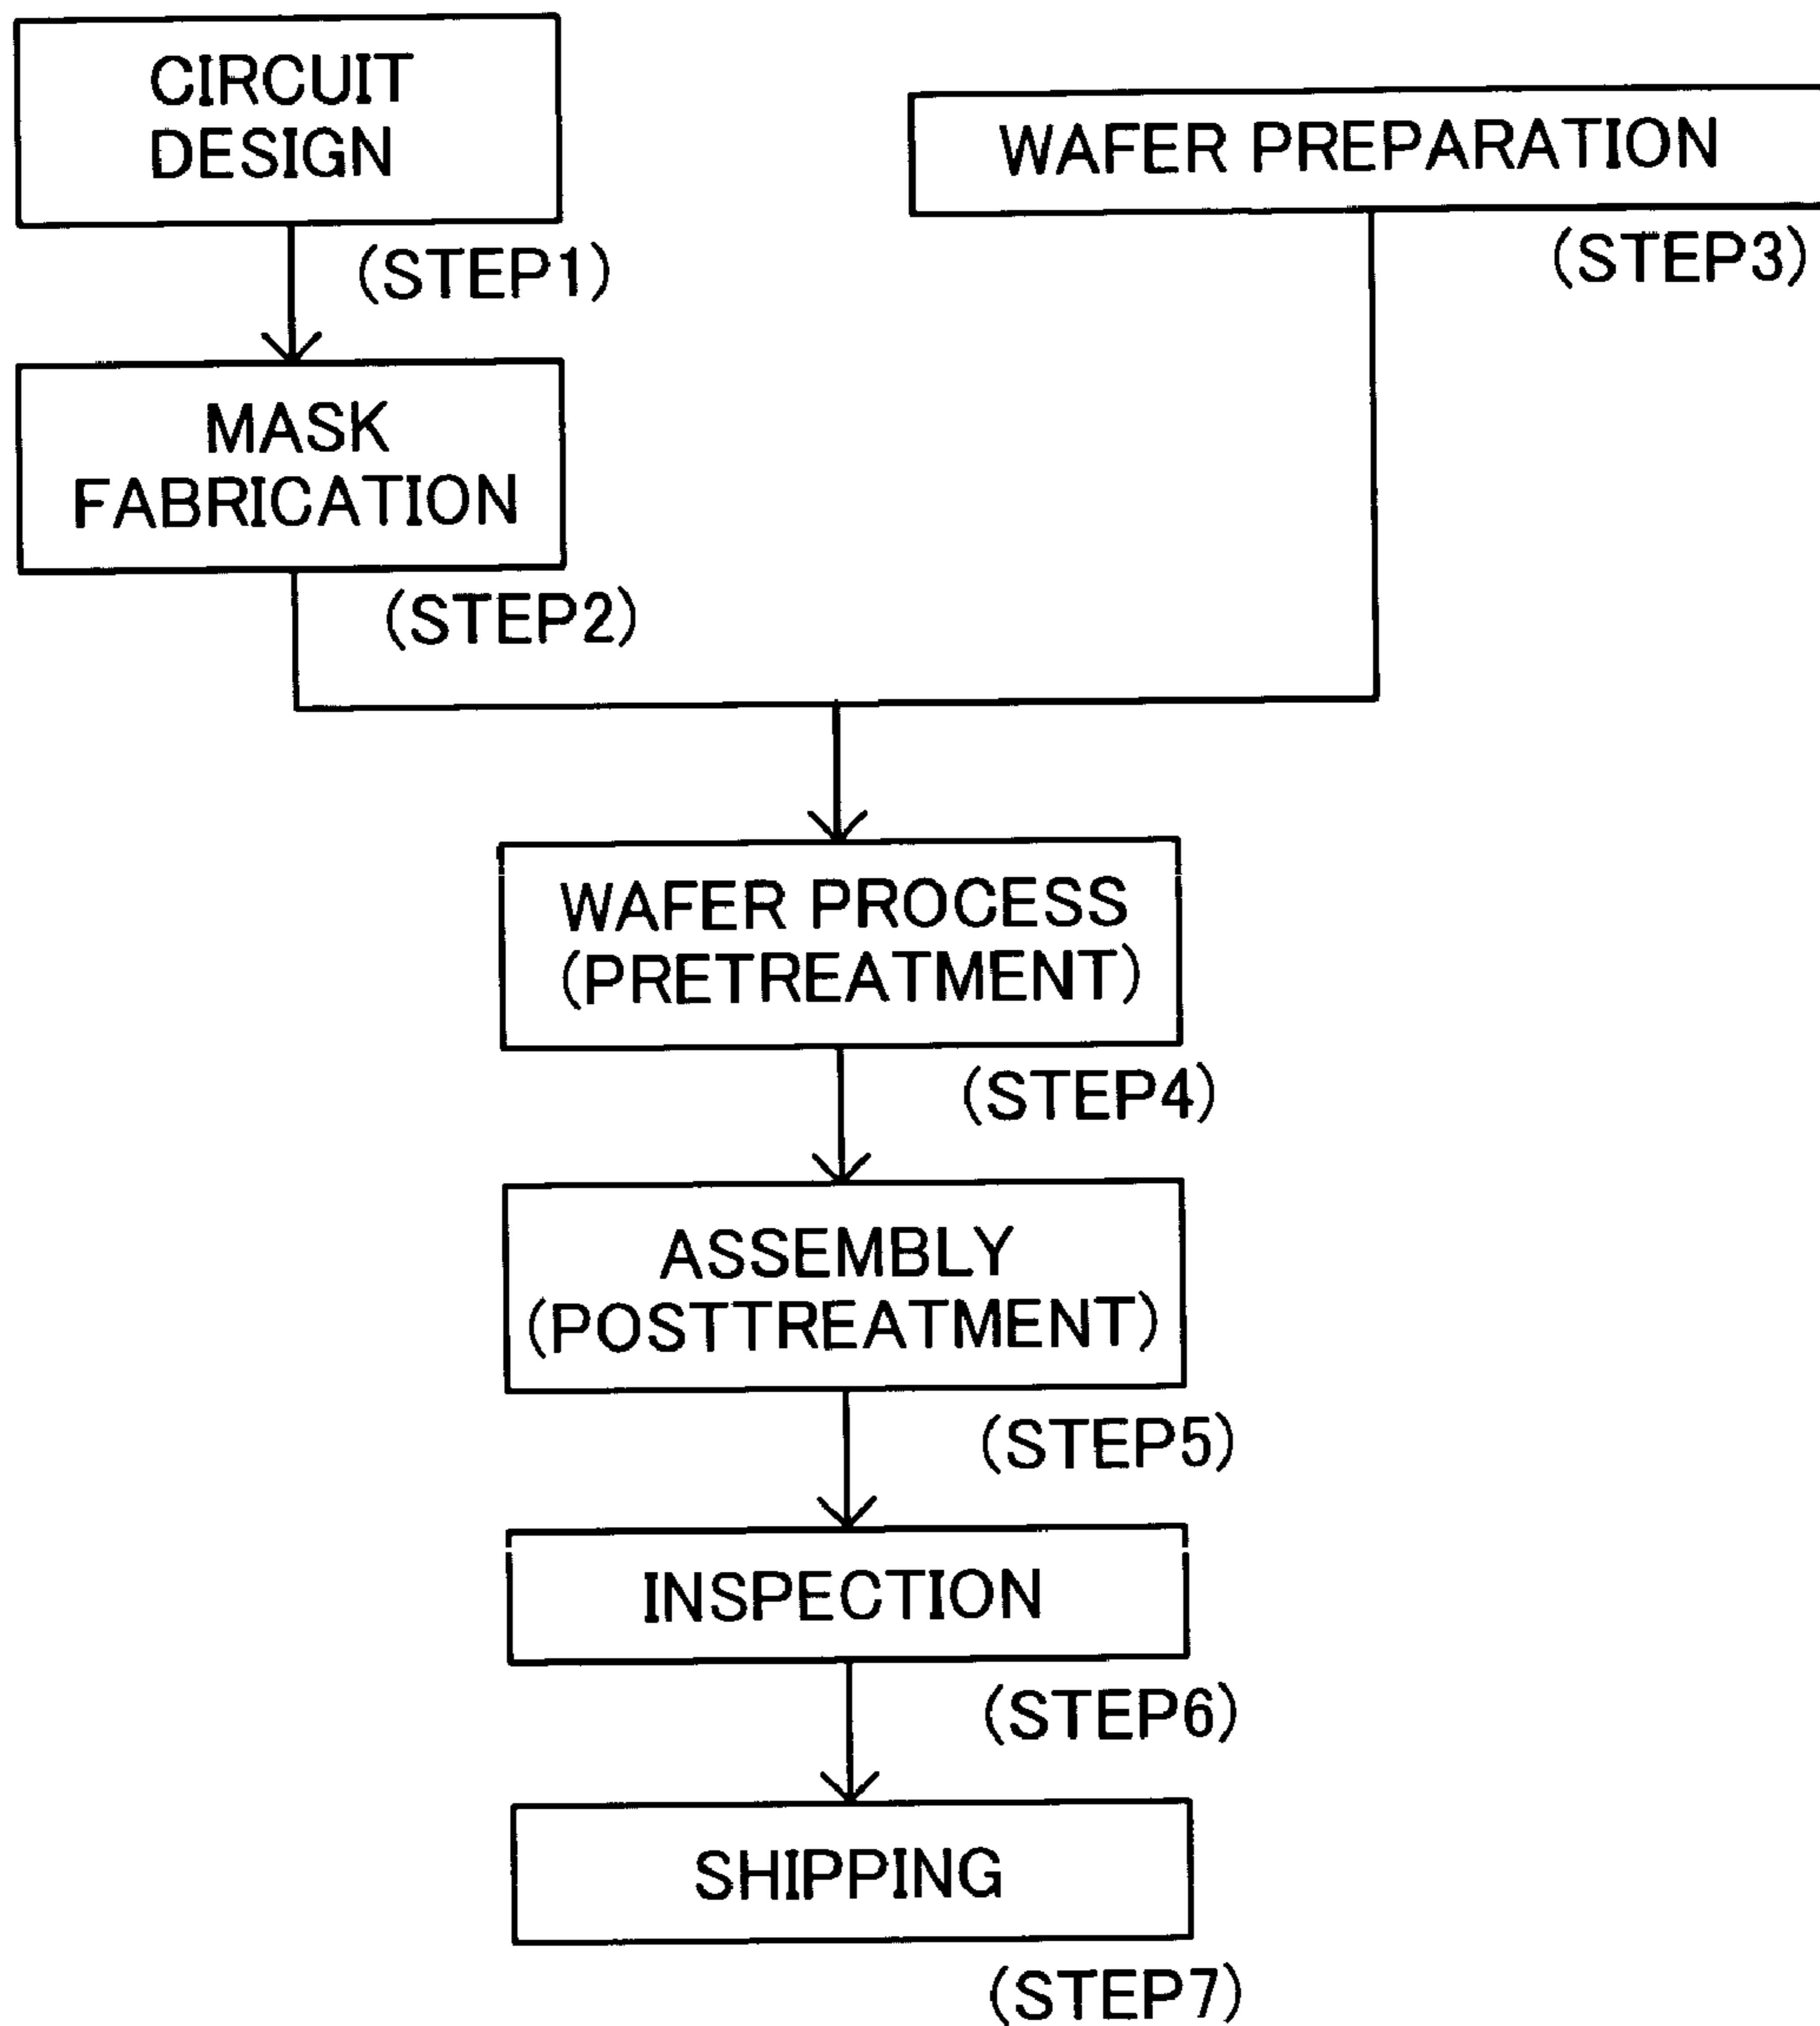 CIRCUIT
DESIGN
(STEP1)
MASK
FABRICATION
(STEP2)
WAFER PREPARATION
(STEP3)
WAFER PROCESS
(PRETREATMENT)
(STEP4)
ASSEMBLY
(POSTTREATMENT)
(STEP5)
INSPECTION
(STEP6)
SHIPPING
(STEP7)